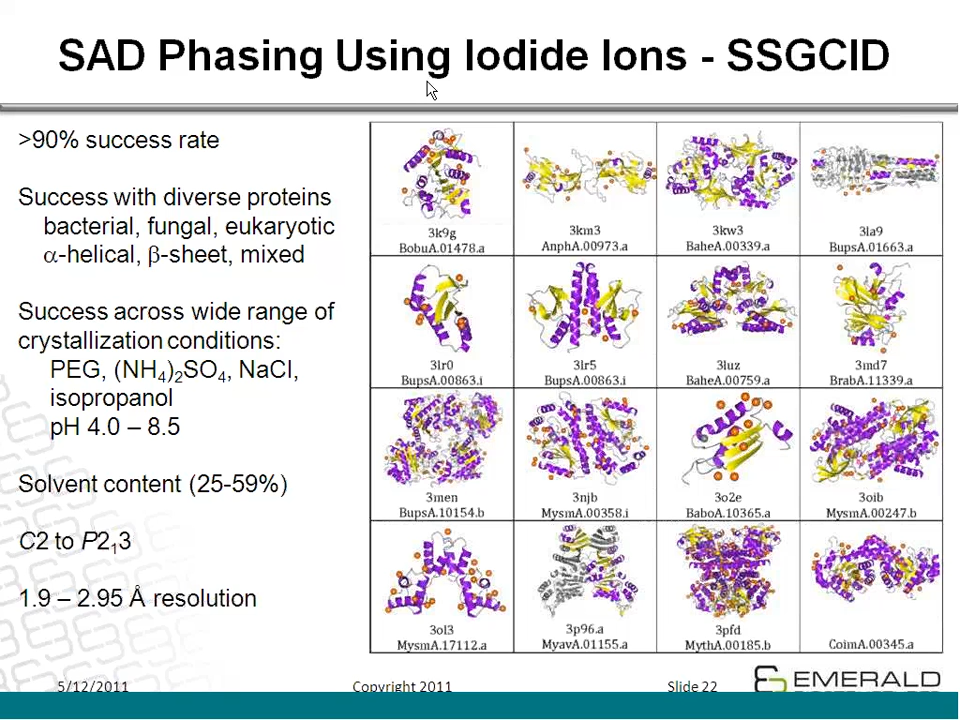 SAD Phasing Using Iodide Ions - SSGCID
>90% success rate
Success with diverse proteins
bacterial, fungal, eukaryotic
α-helical, β-sheet, mixed
Success across wide range of
crystallization conditions:
PEG, (NH₄)₂SO₄, NaCl,
isopropanol
pH 4.0 – 8.5
Solvent content (25-59%)
C2 to P2₁3
1.9 – 2.95 Å resolution
3k9g
BobuA.01478.a
3km3
AnphA.00973.a
3kw3
BaheA.00339.a
3la9
BupsA.01663.a
3lr0
BupsA.00863.i
3lr5
BupsA.00863.i
3luz
BaheA.00759.a
3md7
BrabA.11339.a
3men
BupsA.10154.b
3njb
MysmA.00358.i
3o2e
BaboA.10365.a
3oib
MysmA.00247.b
3ol3
MysmA.17112.a
3p96.a
MyavA.01155.a
3pfd
MythA.00185.b
CoimA.00345.a
5/12/2011
Copyright 2011
Slide 22
EMERALD